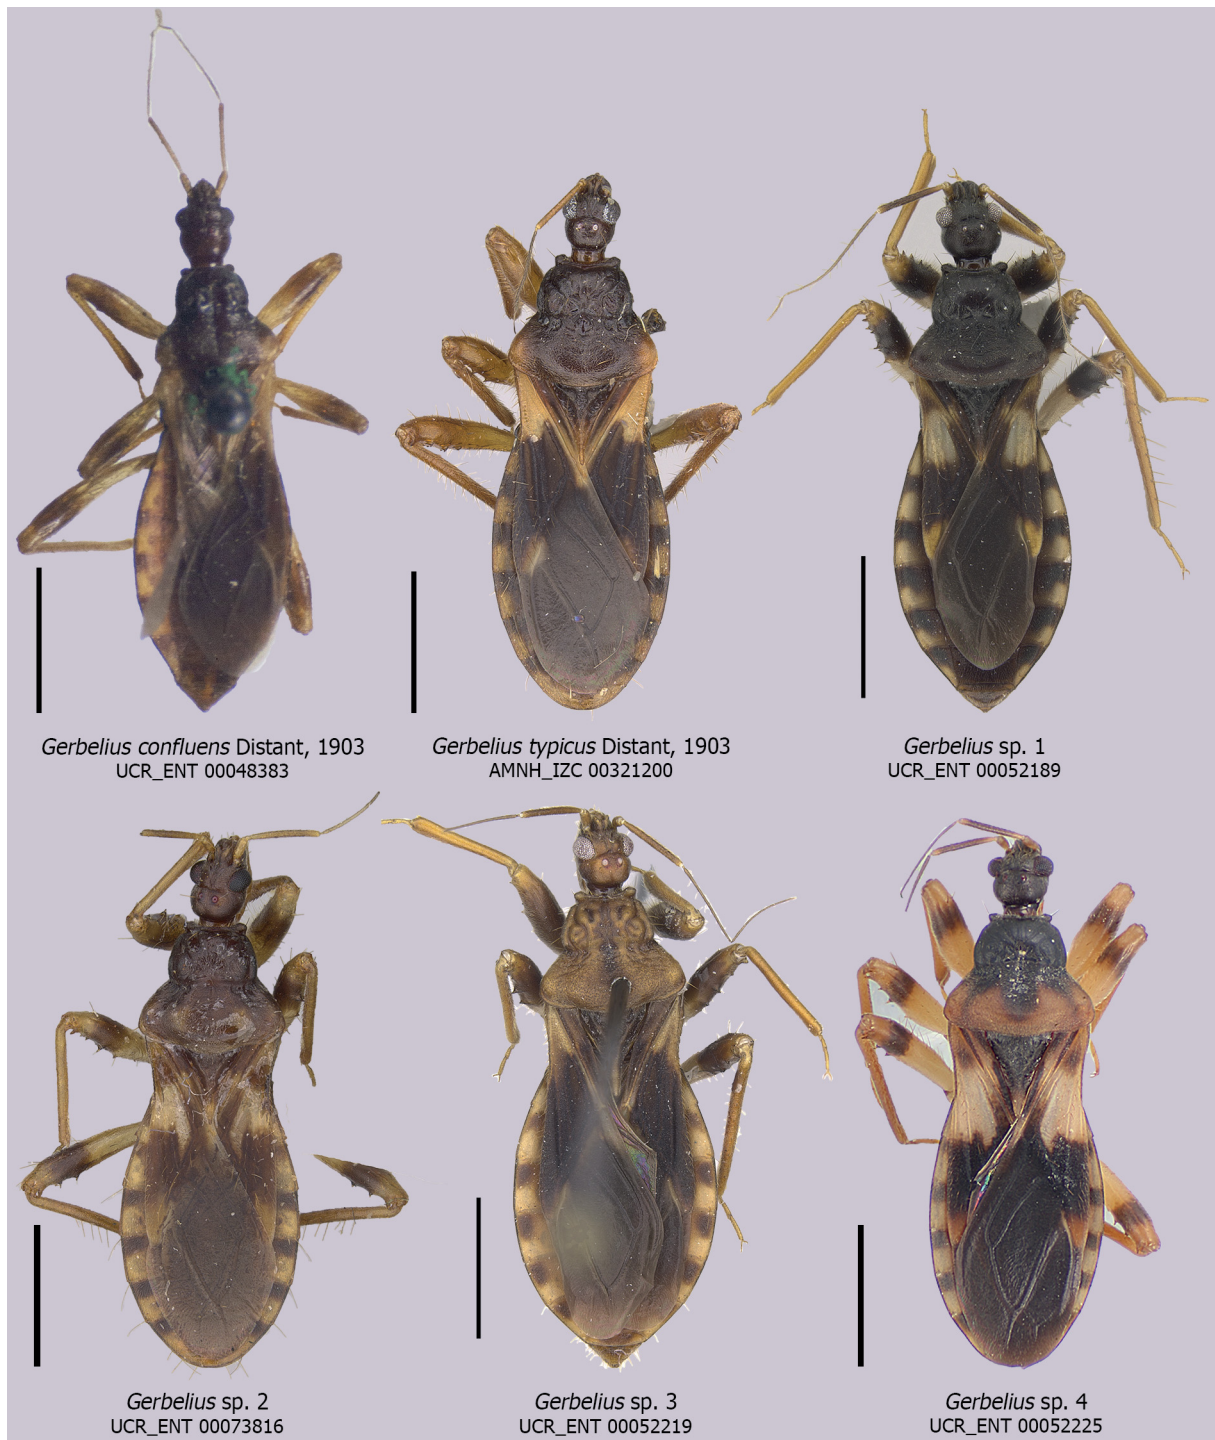 Gerbelius confluens Distant, 1903
UCR_ENT 00048383
Gerbelius typicus Distant, 1903
AMNH_IZC 00321200
Gerbelius sp. 1
UCR_ENT 00052189
Gerbelius sp. 2
UCR_ENT 00073816
Gerbelius sp. 3
UCR_ENT 00052219
Gerbelius sp. 4
UCR_ENT 00052225